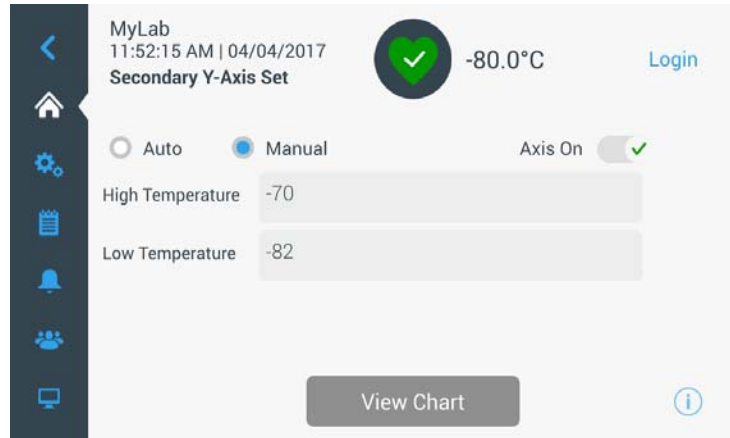 MyLab
11:52:15 AM | 04/04/2017
Secondary Y-Axis Set
-80.0°C
Login
Auto
Manual
Axis On
High Temperature
-70
Low Temperature
-82
View Chart